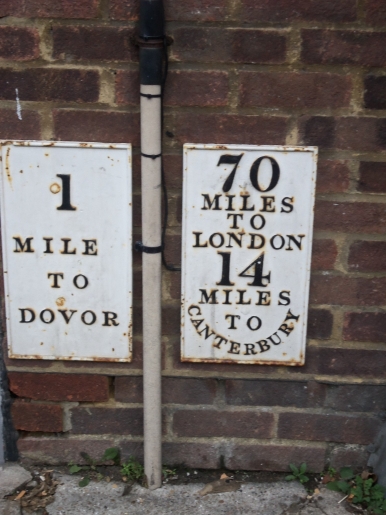 1
MILE
TO
DOVOR
70
MILES
TO
LONDON
14
MILES
TO
CANTERBURY